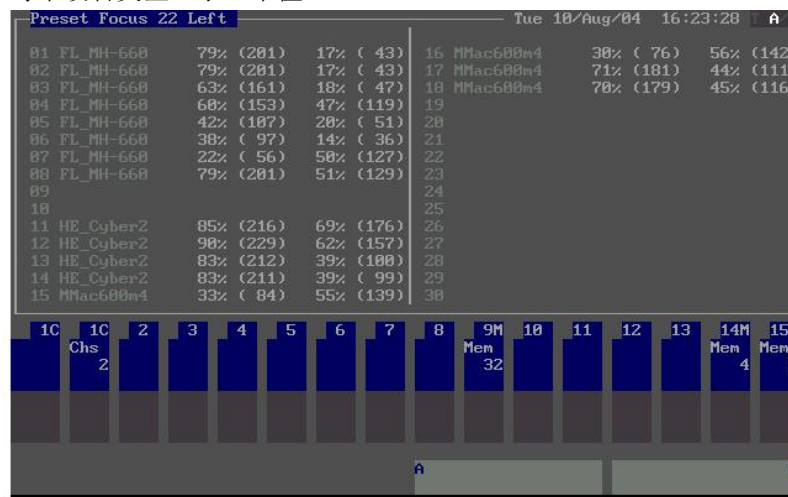 Preset Focus 22 Left
Tue 10/Aug/04 16:23:28 T A
01 FL_MH-660 79% (201) 17% ( 43)
02 FL_MH-660 79% (201) 17% ( 43)
03 FL_MH-660 63% (161) 18% ( 47)
04 FL_MH-660 60% (153) 47% (119)
05 FL_MH-660 42% (107) 20% ( 51)
06 FL_MH-660 38% ( 97) 14% ( 36)
07 FL_MH-660 22% ( 56) 50% (127)
08 FL_MH-660 79% (201) 51% (129)
09
10
11 HE_Cyber2 85% (216) 69% (176)
12 HE_Cyber2 90% (229) 62% (157)
13 HE_Cyber2 83% (212) 39% (100)
14 HE_Cyber2 83% (211) 39% ( 99)
15 MMac600m4 33% ( 84) 55% (139)
16 MMac600m4 30% ( 76) 56% (142
17 MMac600m4 71% (181) 44% (111
18 MMac600m4 70% (179) 45% (116
19
20
21
22
23
24
25
26
27
28
29
30
1C 1C 2 3 4 5 6 7 8 9M 10 11 12 13 14M 15
Chs Mem Mem Mem
2 32 4
A